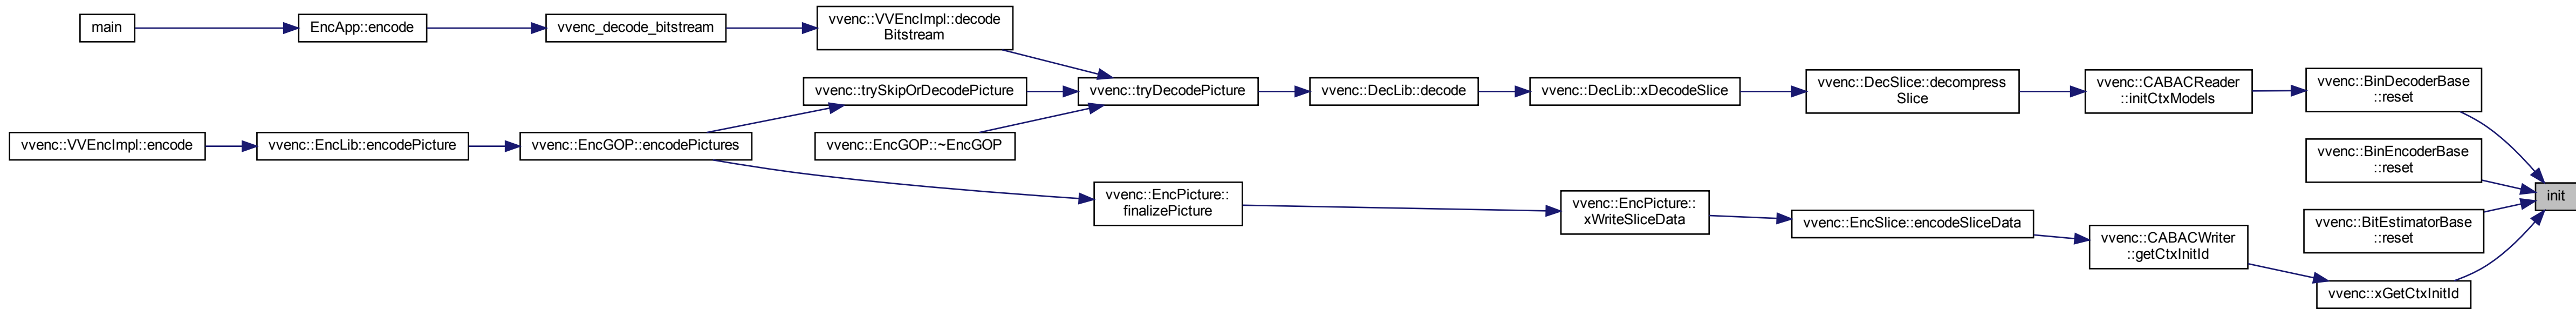 main
EncApp::encode
vvenc_decode_bitstream
vvenc::VVEncImpl::decode
Bitstream
vvenc::trySkipOrDecodePicture
vvenc::tryDecodePicture
vvenc::DecLib::decode
vvenc::DecLib::xDecodeSlice
vvenc::DecSlice::decompress
Slice
vvenc::CABACReader
::initCtxModels
vvenc::BinDecoderBase
::reset
vvenc::VVEncImpl::encode
vvenc::EncLib::encodePicture
vvenc::EncGOP::encodePictures
vvenc::EncGOP::~EncGOP
vvenc::BinEncoderBase
::reset
init
vvenc::EncPicture::
finalizePicture
vvenc::EncPicture::
xWriteSliceData
vvenc::EncSlice::encodeSliceData
vvenc::BitEstimatorBase
::reset
vvenc::CABACWriter
::getCtxInitId
vvenc::xGetCtxInitId